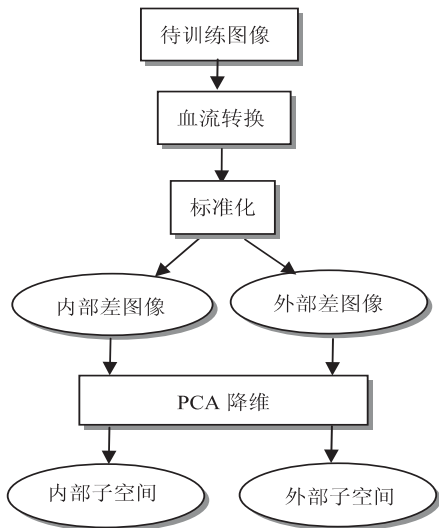 待训练图像
血流转换
标准化
内部差图像
外部差图像
PCA 降维
内部子空间
外部子空间